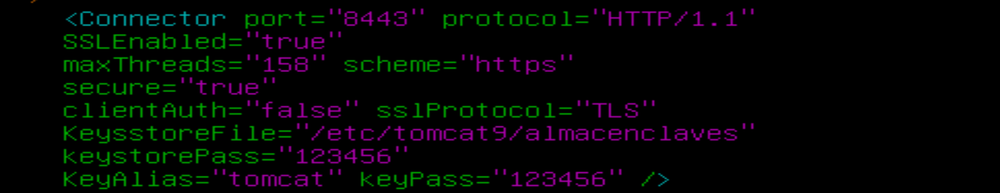 <Connector port="8443" protocol="HTTP/1.1"
SSLEnabled="true"
maxThreads="158" scheme="https"
secure="true"
clientAuth="false" sslProtocol="TLS"
KeysstoreFile="/etc/tomcat9/almacenclaves"
keystorePass="123456"
KeyAlias="tomcat" keyPass="123456" />